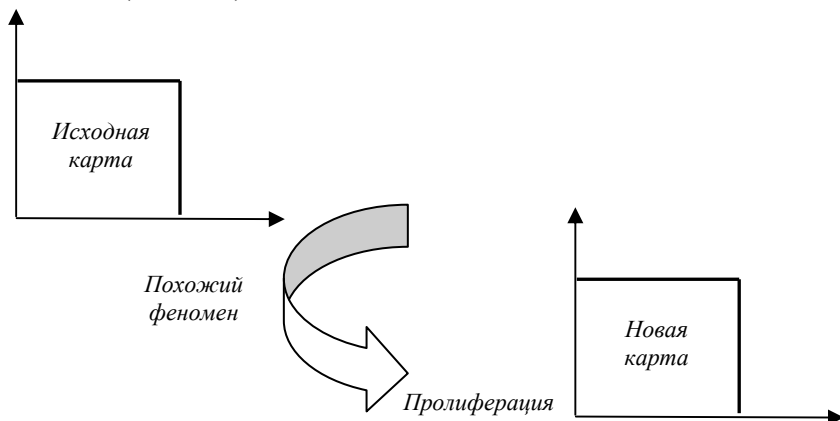 Исходная
карта
Похожий
феномен
Новая
карта
Пролиферация